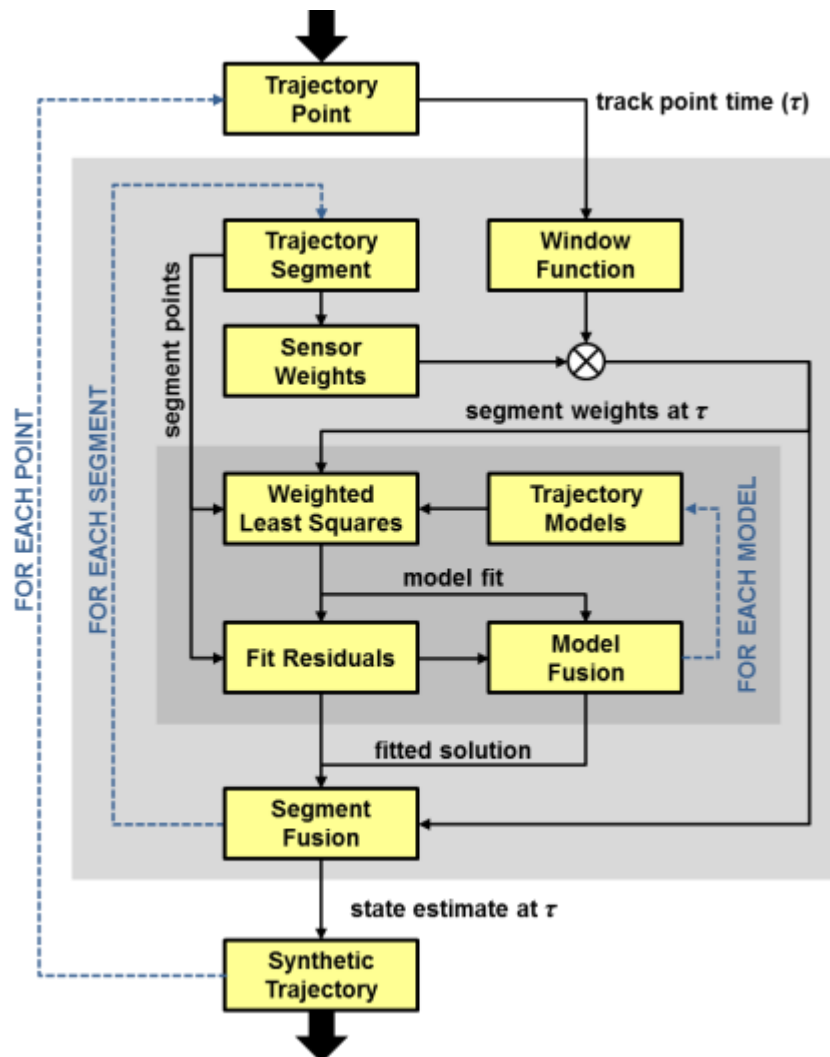 Trajectory
Point
track point time (τ)
Trajectory
Segment
Window
Function
segment points
Sensor
Weights
segment weights at τ
FOR EACH POINT
FOR EACH SEGMENT
Weighted
Least Squares
Trajectory
Models
FOR EACH MODEL
model fit
Fit Residuals
Model
Fusion
fitted solution
Segment
Fusion
state estimate at τ
Synthetic
Trajectory